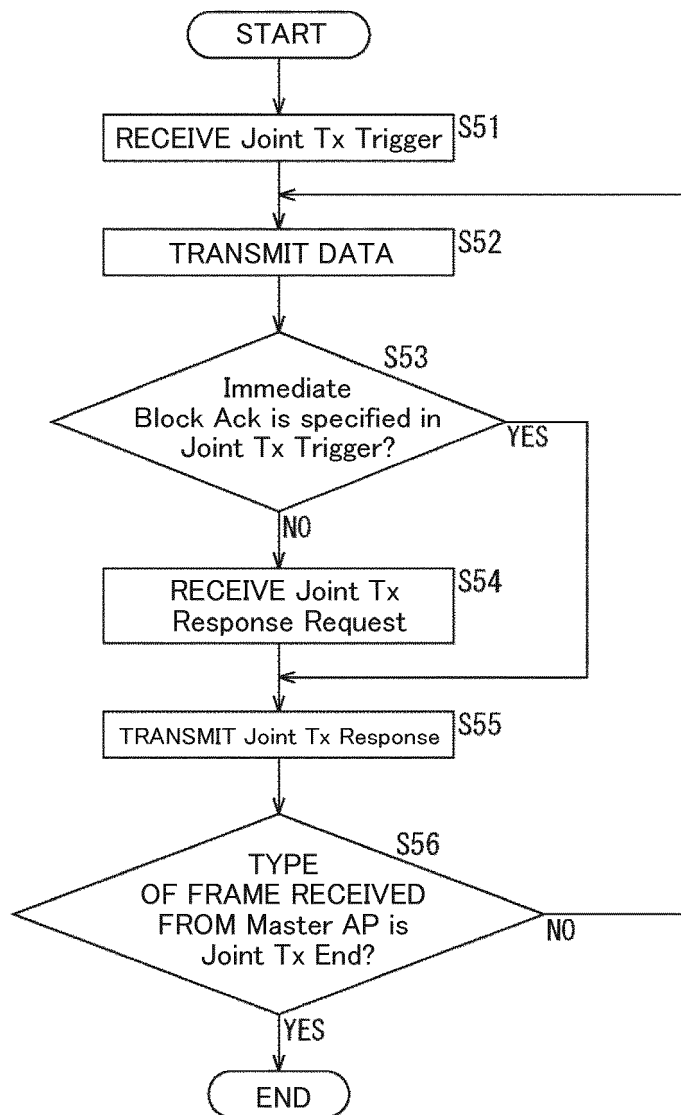 START
RECEIVE Joint Tx Trigger
S51
TRANSMIT DATA
S52
S53
Immediate
Block Ack is specified in
Joint Tx Trigger?
YES
NO
RECEIVE Joint Tx
Response Request
S54
TRANSMIT Joint Tx Response
S55
S56
TYPE
OF FRAME RECEIVED
FROM Master AP is
Joint Tx End?
NO
YES
END